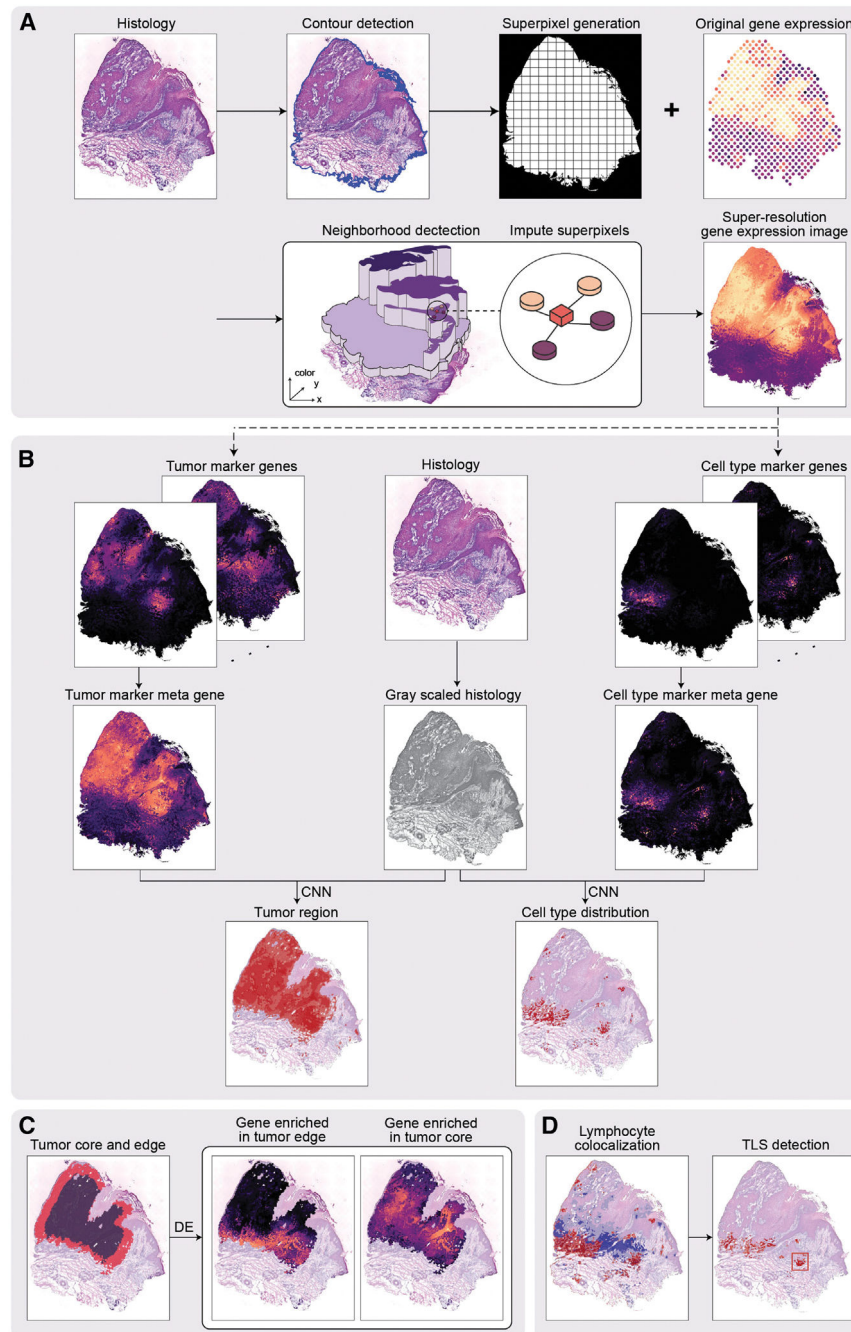 A
Histology
Contour detection
Superpixel generation
Original gene expression
+
Neighborhood dectection
Impute superpixels
Super-resolution
gene expression image
color
y
x
B
Tumor marker genes
Histology
Cell type marker genes
Tumor marker meta gene
Gray scaled histology
Cell type marker meta gene
CNN
CNN
Tumor region
Cell type distribution
C
Tumor core and edge
Gene enriched
in tumor edge
Gene enriched
in tumor core
DE
D
Lymphocyte
colocalization
TLS detection